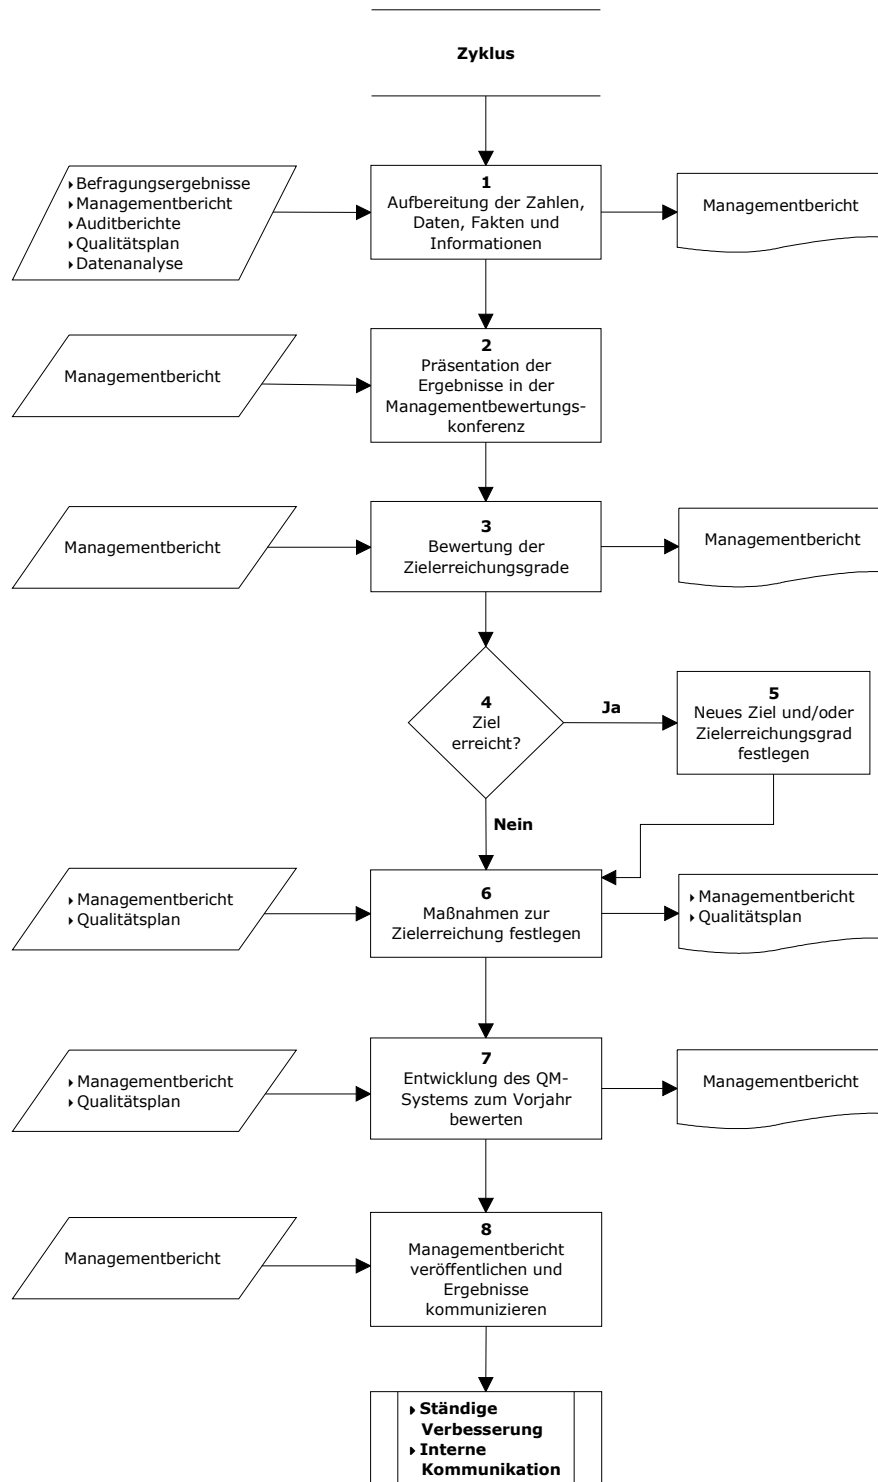 Zyklus
▸Befragungsergebnisse
▸Managementbericht
▸Auditberichte
▸Qualitätsplan
▸Datenanalyse
1
Aufbereitung der Zahlen,
Daten, Fakten und
Informationen
Managementbericht
Managementbericht
2
Präsentation der
Ergebnisse in der
Managementbewertungs-
konferenz
Managementbericht
3
Bewertung der
Zielerreichungsgrade
Managementbericht
4
Ziel
erreicht?
Ja
5
Neues Ziel und/oder
Zielerreichungsgrad
festlegen
Nein
▸Managementbericht
▸Qualitätsplan
6
Maßnahmen zur
Zielerreichung festlegen
▸Managementbericht
▸Qualitätsplan
▸Managementbericht
▸Qualitätsplan
7
Entwicklung des QM-
Systems zum Vorjahr
bewerten
Managementbericht
Managementbericht
8
Managementbericht
veröffentlichen und
Ergebnisse
kommunizieren
▸Ständige
Verbesserung
▸Interne
Kommunikation